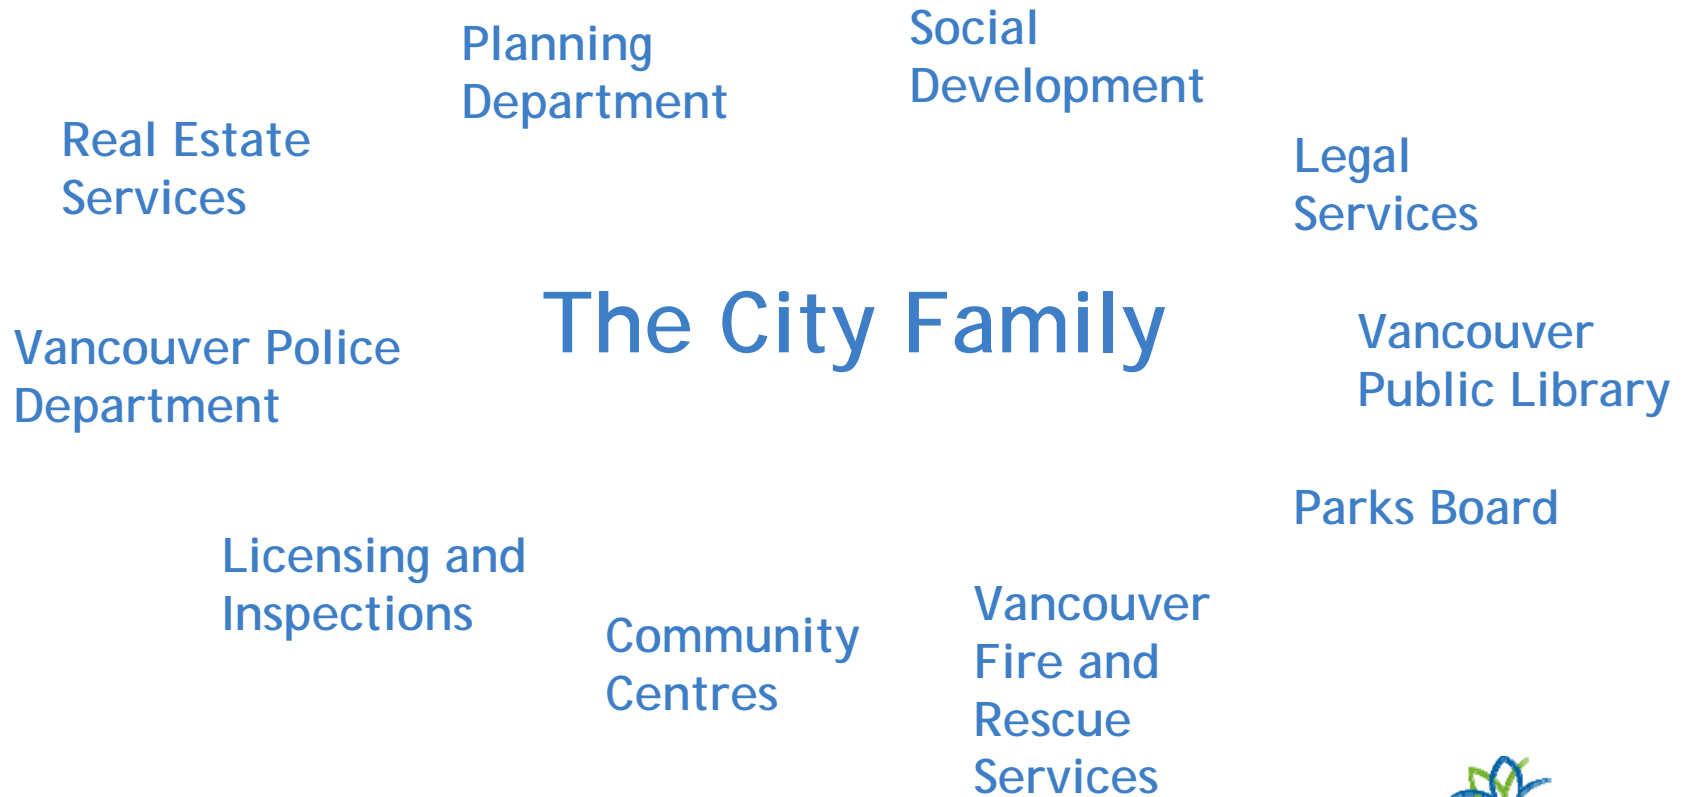 Social
Development
Planning
Department
Real Estate
Services
Legal
Services
The City Family
Vancouver
Public Library
Vancouver Police
Department
Parks Board
Licensing and
Inspections
Community
Centres
Vancouver
Fire and
Rescue
Services